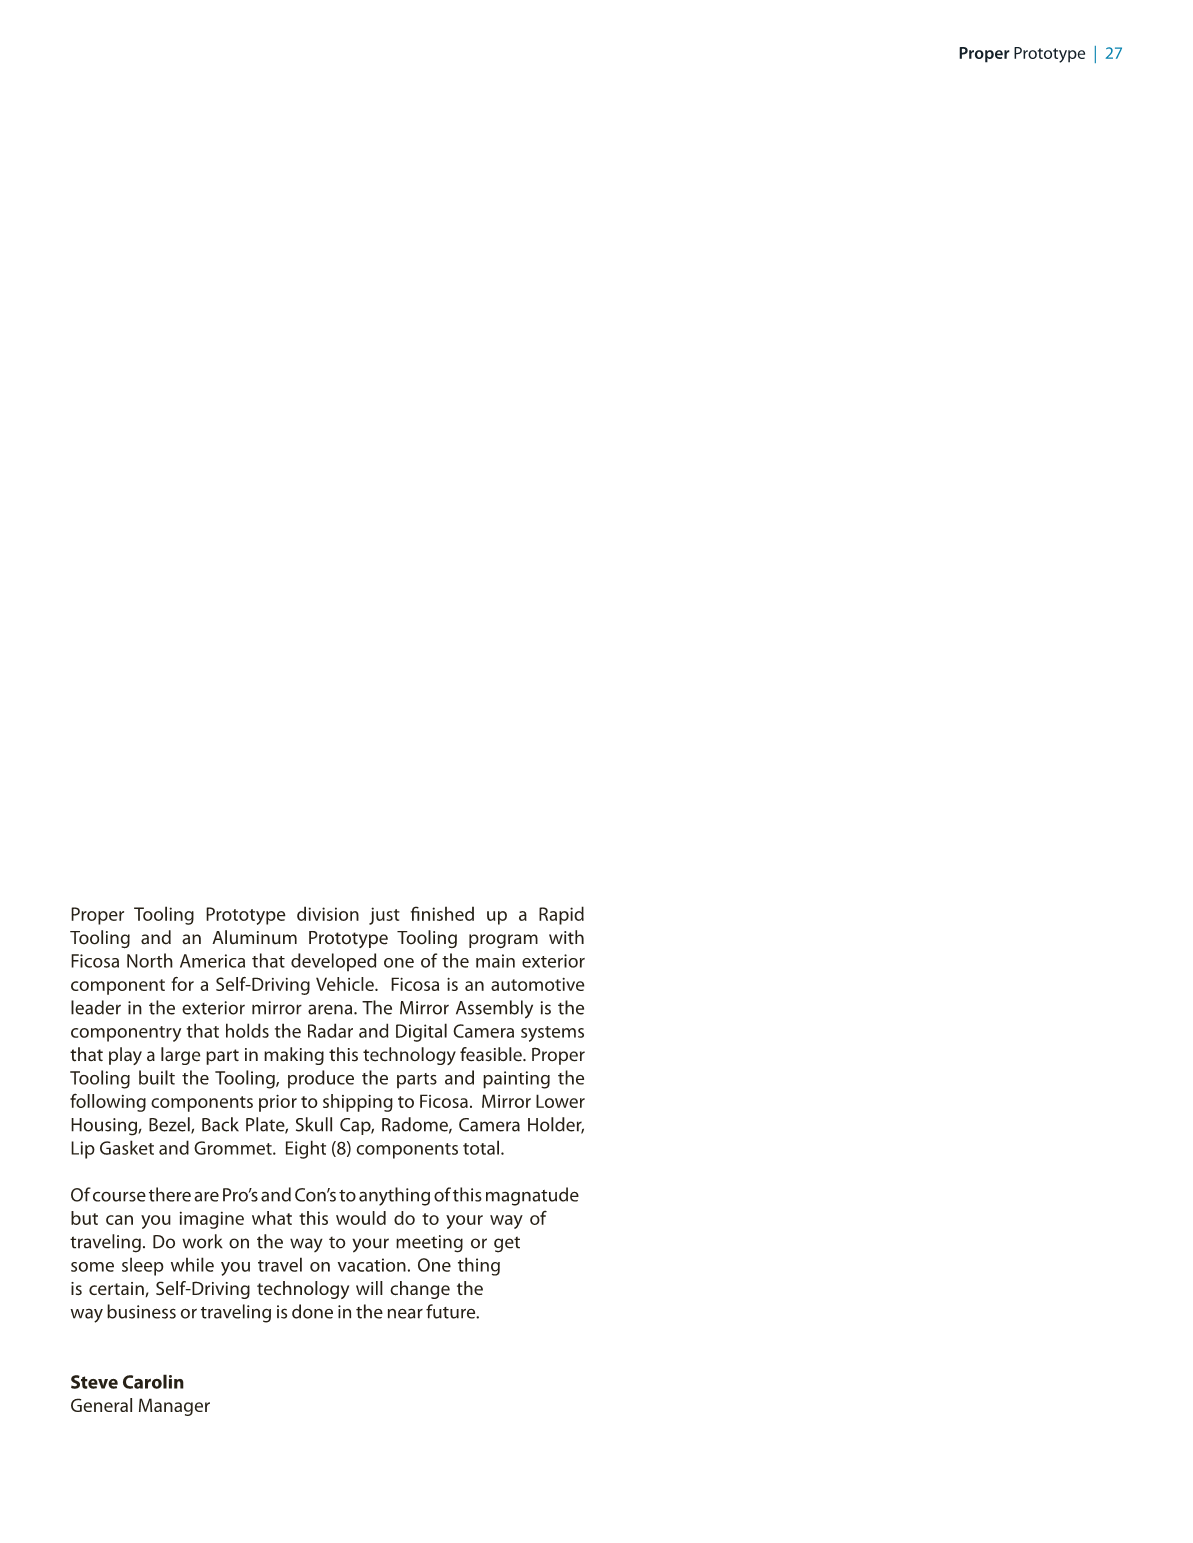 Proper Prototype | 27
Proper Tooling Prototype division just finished up a Rapid
Tooling and an Aluminum Prototype Tooling program with
Ficosa North America that developed one of the main exterior
component for a Self-Driving Vehicle.  Ficosa is an automotive
leader in the exterior mirror arena. The Mirror Assembly is the
componentry that holds the Radar and Digital Camera systems
that play a large part in making this technology feasible. Proper
Tooling built the Tooling, produce the parts and painting the
following components prior to shipping to Ficosa.  Mirror Lower
Housing, Bezel, Back Plate, Skull Cap, Radome, Camera Holder,
Lip Gasket and Grommet.  Eight (8) components total.
Of course there are Pro’s and Con’s to anything of this magnatude
but can you imagine what this would do to your way of
traveling. Do work on the way to your meeting or get
some sleep while you travel on vacation. One thing
is certain, Self-Driving technology will change the
way business or traveling is done in the near future.
Steve Carolin
General Manager